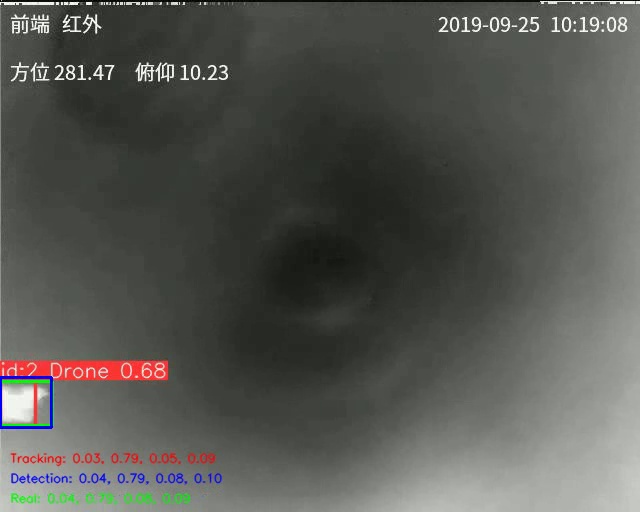 前端 红外
2019-09-25 10:19:08
方位 281.47 俯仰 10.23
id:2 Drone 0.68
Tracking: 0.03, 0.79, 0.05, 0.09
Detection: 0.04, 0.79, 0.08, 0.10
Real: 0.04, 0.79, 0.08, 0.09